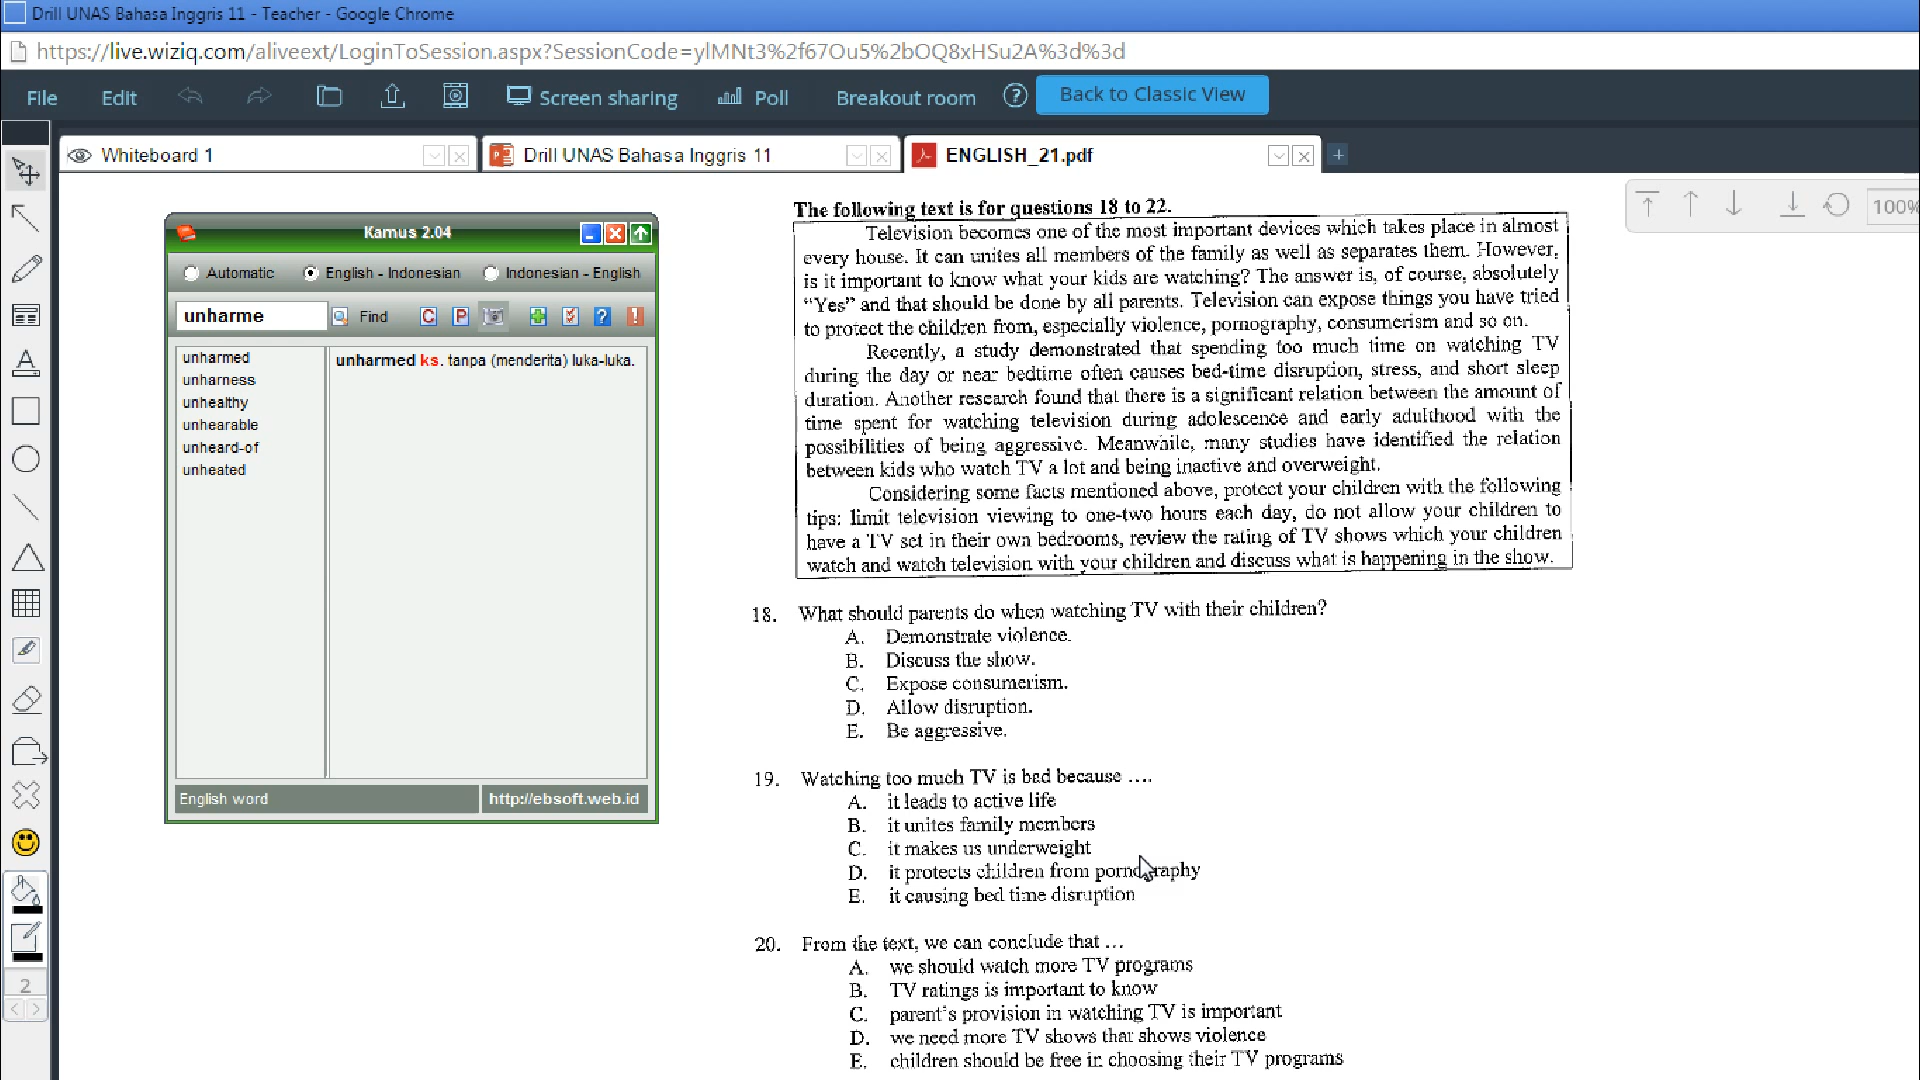 Drill UNAS Bahasa Inggris 11 - Teacher - Google Chrome
https://live.wiziq.com/aliveext/LoginToSession.aspx?SessionCode=ylMNt3%2f67Ou5%2bOQ8xHSu2A%3d%3d
File Edit Screen sharing Poll Breakout room ? Back to Classic View
Whiteboard 1 Drill UNAS Bahasa Inggris 11 ENGLISH_21.pdf +
100%
Kamus 2.04
Automatic English - Indonesian Indonesian - English
unharme Find C P ? !
unharmed
unharness
unhealthy
unhearable
unheard-of
unheated
unharmed ks. tanpa (menderita) luka-luka.
English word http://ebsoft.web.id
2
The following text is for questions 18 to 22.
Television becomes one of the most important devices which takes place in almost
every house. It can unites all members of the family as well as separates them. However,
is it important to know what your kids are watching? The answer is, of course, absolutely
“Yes” and that should be done by all parents. Television can expose things you have tried
to protect the children from, especially violence, pornography, consumerism and so on.
Recently, a study demonstrated that spending too much time on watching TV
during the day or near bedtime often causes bed-time disruption, stress, and short sleep
duration. Another research found that there is a significant relation between the amount of
time spent for watching television during adolescence and early adulthood with the
possibilities of being aggressive. Meanwhile, many studies have identified the relation
between kids who watch TV a lot and being inactive and overweight.
Considering some facts mentioned above, protect your children with the following
tips: limit television viewing to one-two hours each day, do not allow your children to
have a TV set in their own bedrooms, review the rating of TV shows which your children
watch and watch television with your children and discuss what is happening in the show.
18. What should parents do when watching TV with their children?
A. Demonstrate violence.
B. Discuss the show.
C. Expose consumerism.
D. Allow disruption.
E. Be aggressive.
19. Watching too much TV is bad because ….
A. it leads to active life
B. it unites family members
C. it makes us underweight
D. it protects children from pornography
E. it causing bed time disruption
20. From the text, we can conclude that …
A. we should watch more TV programs
B. TV ratings is important to know
C. parent's provision in watching TV is important
D. we need more TV shows that shows violence
E. children should be free in choosing their TV programs